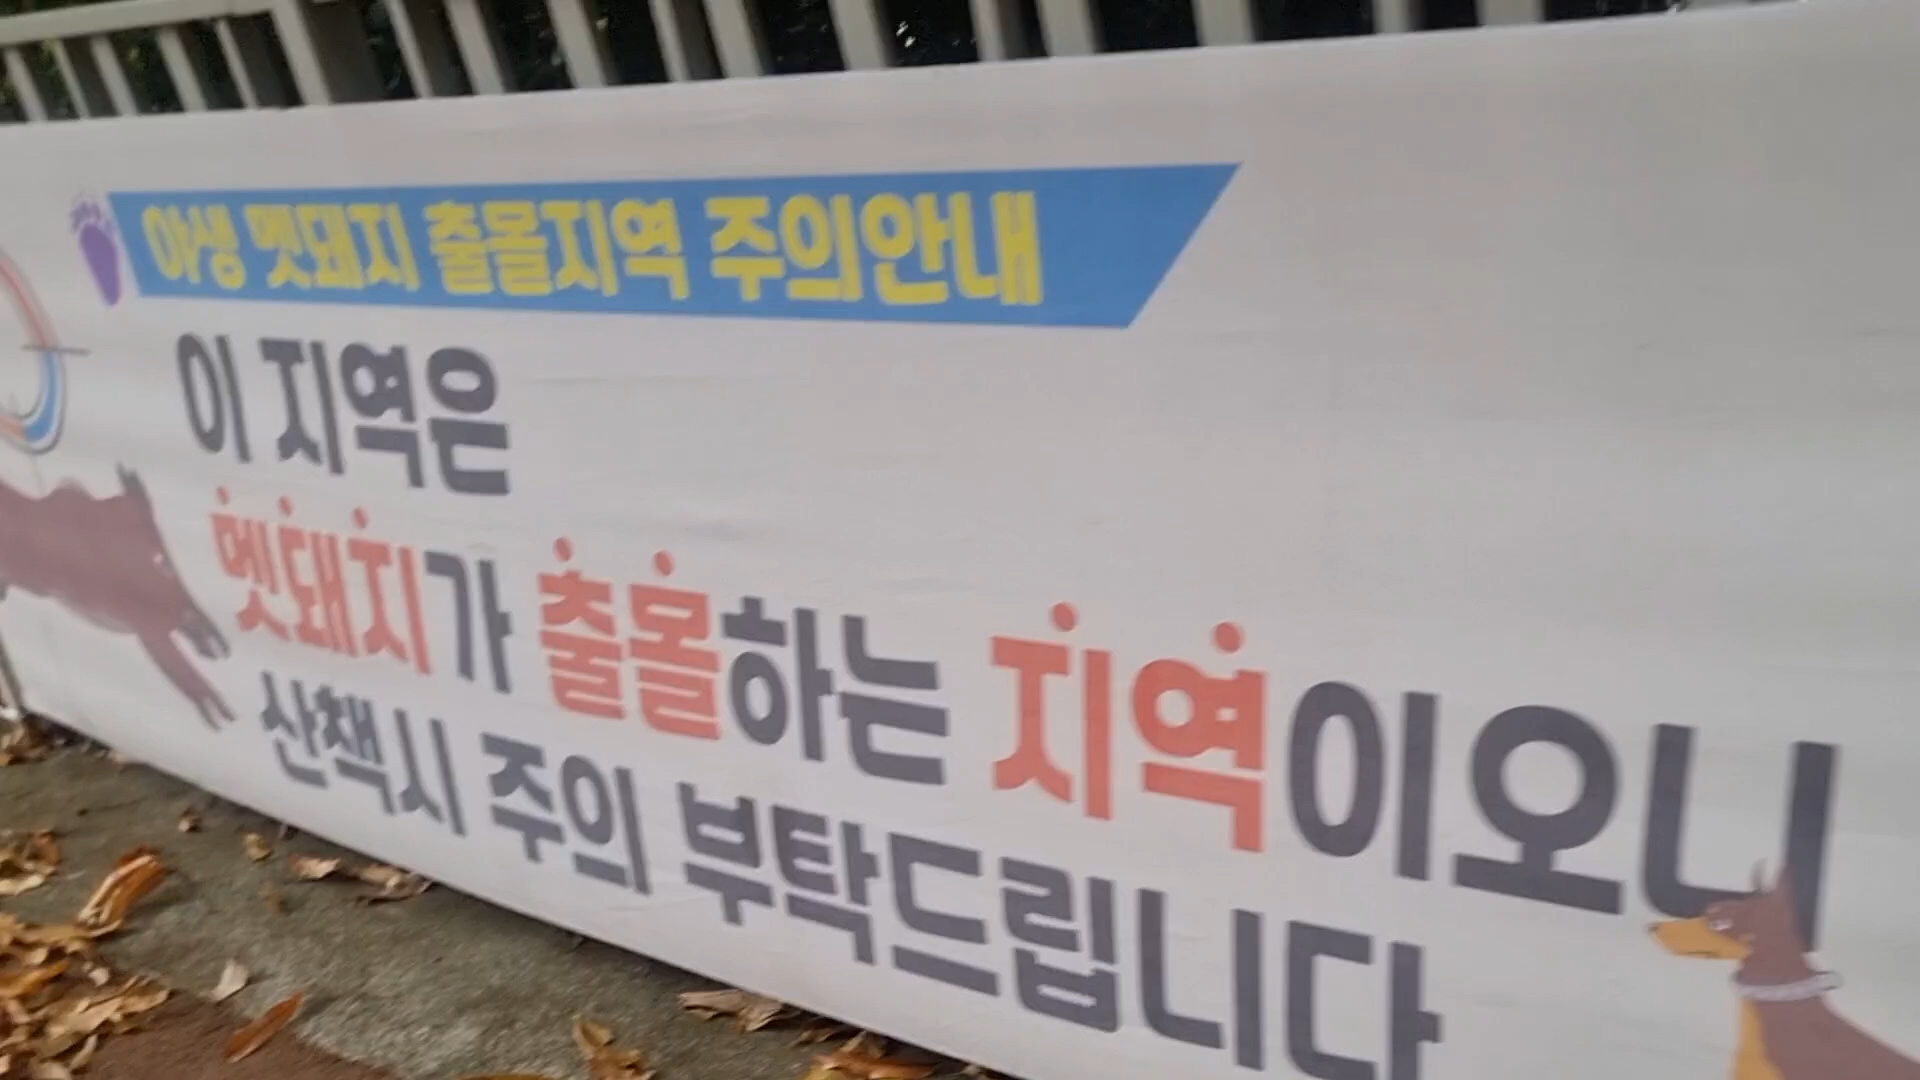 야생 멧돼지 출몰지역 주의안내
이 지역은
멧돼지가 출몰하는 지역이오니
산책시 주의 부탁드립니다